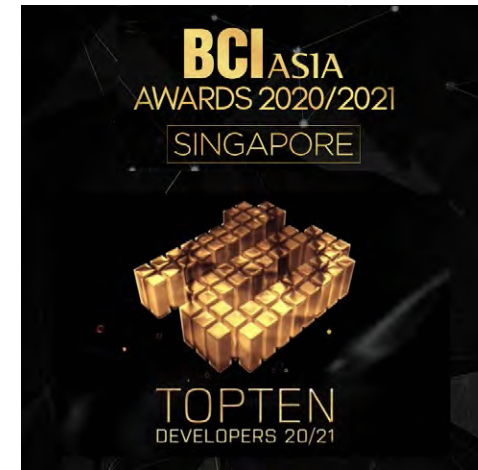 BCI ASIA
AWARDS 2020/2021
SINGAPORE
TOPTEN
DEVELOPERS 20/21